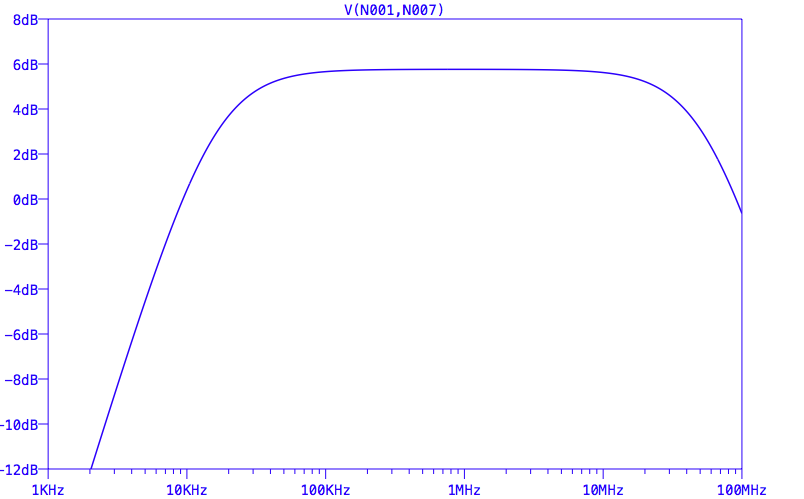 V(N001,N007)
8dB
6dB
4dB
2dB
0dB
-2dB
-4dB
-6dB
-8dB
-10dB
-12dB
1KHz 10KHz 100KHz 1MHz 10MHz 100MHz